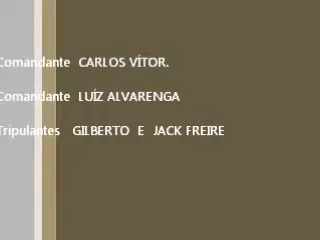 Comandante CARLOS VÍTOR.
Comandante LUÍZ ALVARENGA
Tripulantes GILBERTO E JACK FREIRE